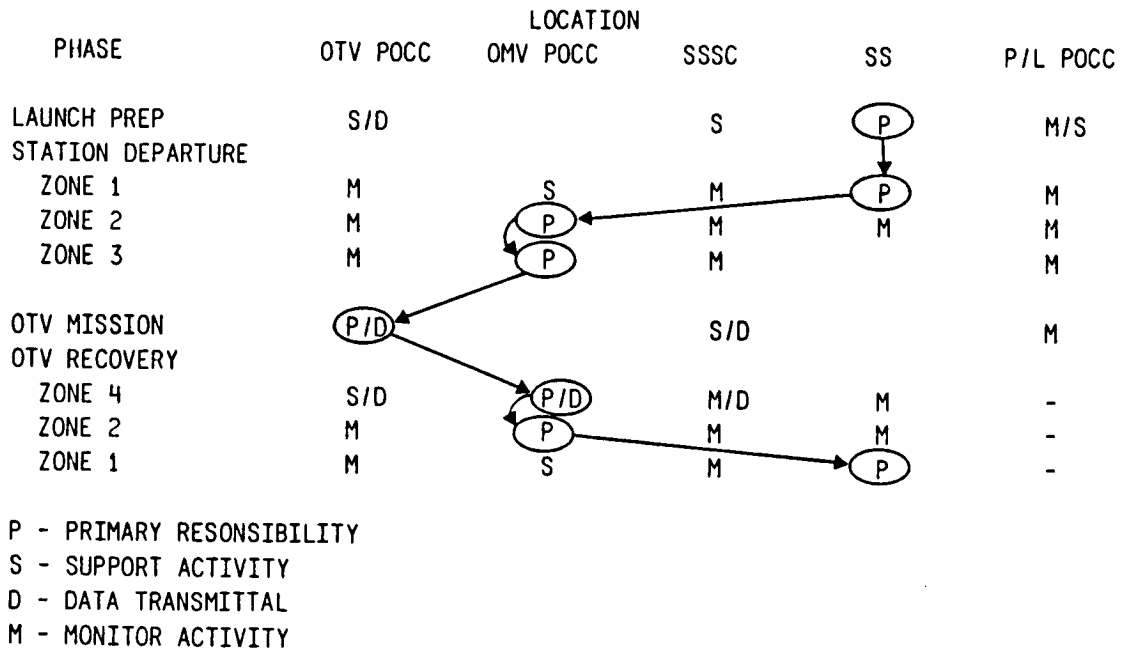 LOCATION
PHASE OTV POCC OMV POCC SSSC SS P/L POCC
LAUNCH PREP S/D S P M/S
STATION DEPARTURE
ZONE 1 M S M P M
ZONE 2 M P M M M
ZONE 3 M P M M
OTV MISSION P/D S/D M
OTV RECOVERY
ZONE 4 S/D P/D M/D M -
ZONE 2 M P M M -
ZONE 1 M S M P -
P - PRIMARY RESONSIBILITY
S - SUPPORT ACTIVITY
D - DATA TRANSMITTAL
M - MONITOR ACTIVITY